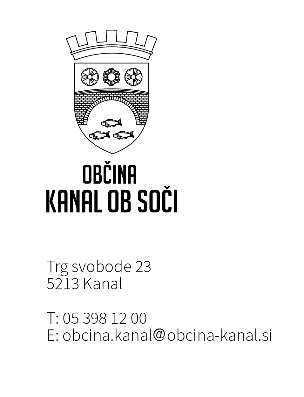 OBČINA
KANAL OB SOČI
Trg svobode 23
5213 Kanal
T: 05 398 12 00
E: obcina.kanal@obcina-kanal.si